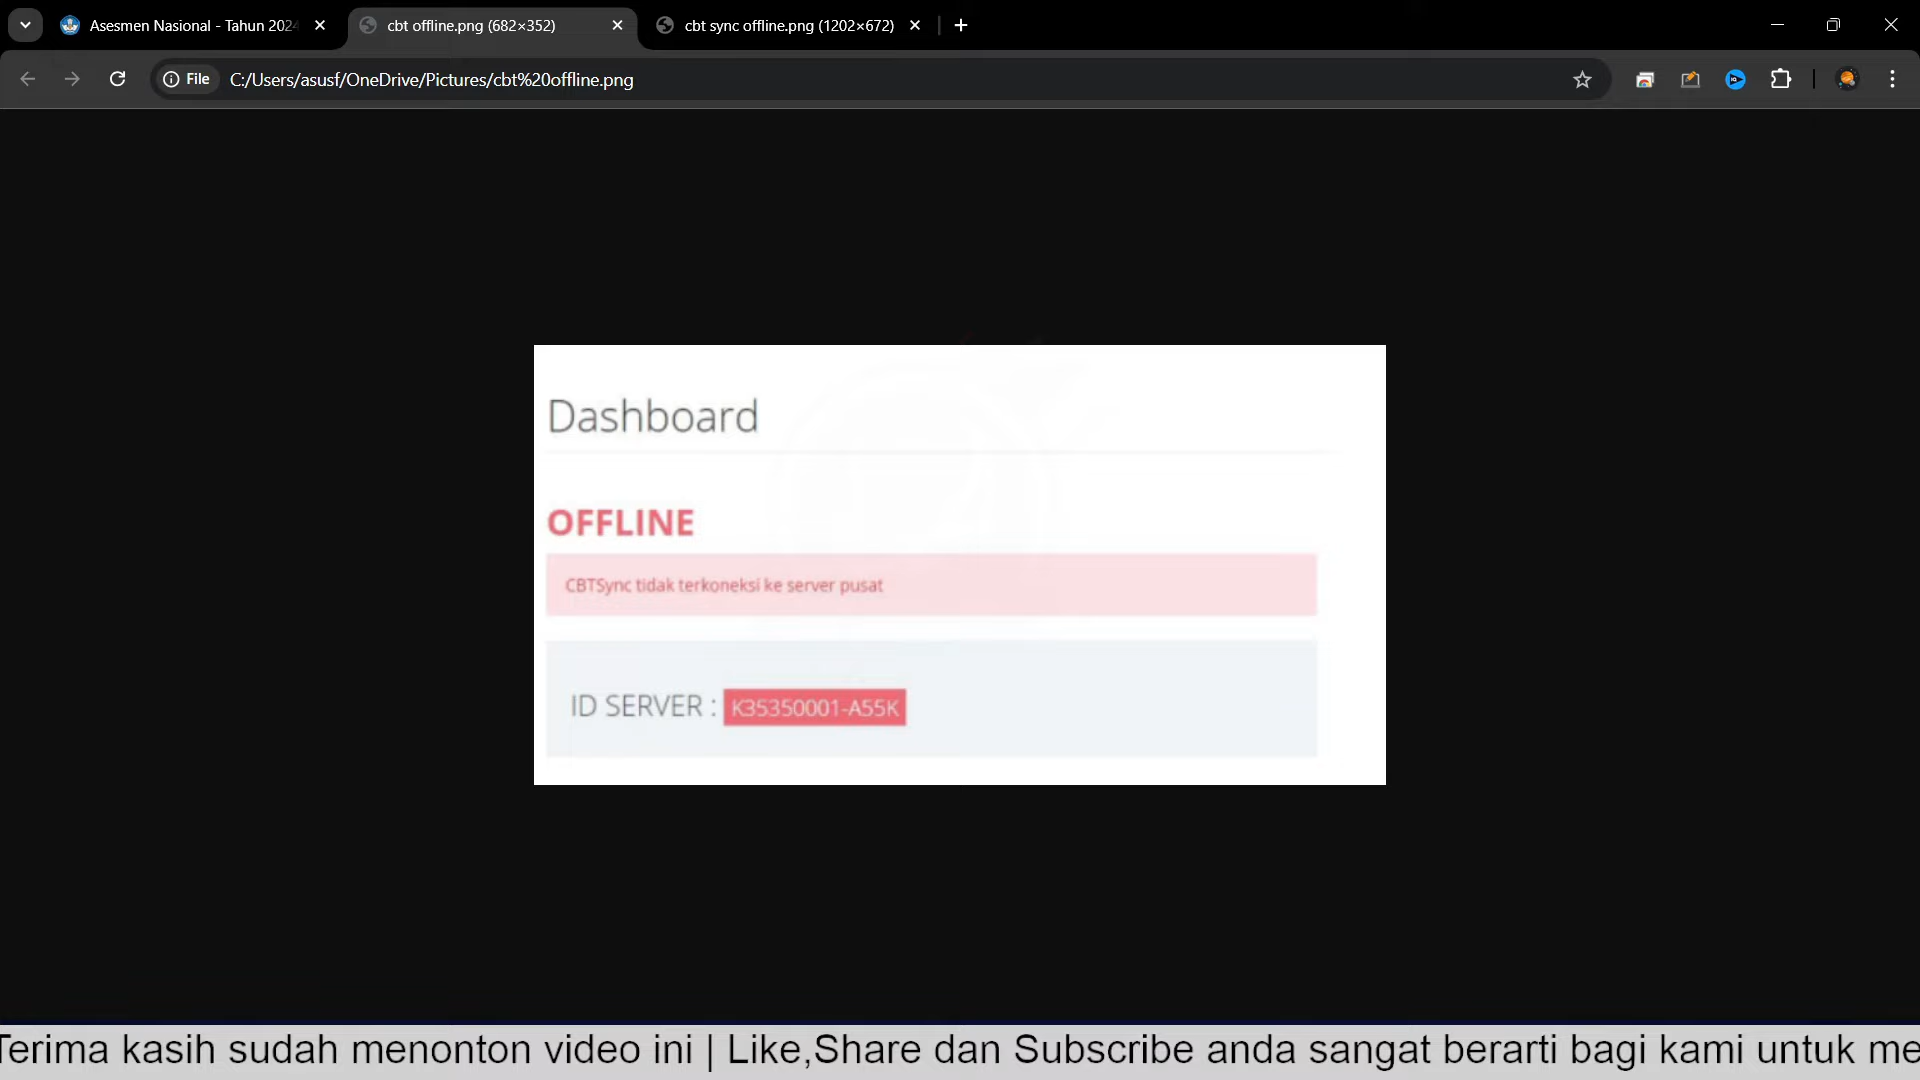 Asesmen Nasional - Tahun 2024
cbt offline.png (682×352)
cbt sync offline.png (1202×672)
File
C:/Users/asusf/OneDrive/Pictures/cbt%20offline.png
Dashboard
OFFLINE
CBTSync tidak terkoneksi ke server pusat
ID SERVER : K35350001-A55K
Terima kasih sudah menonton video ini | Like,Share dan Subscribe anda sangat berarti bagi kami untuk me